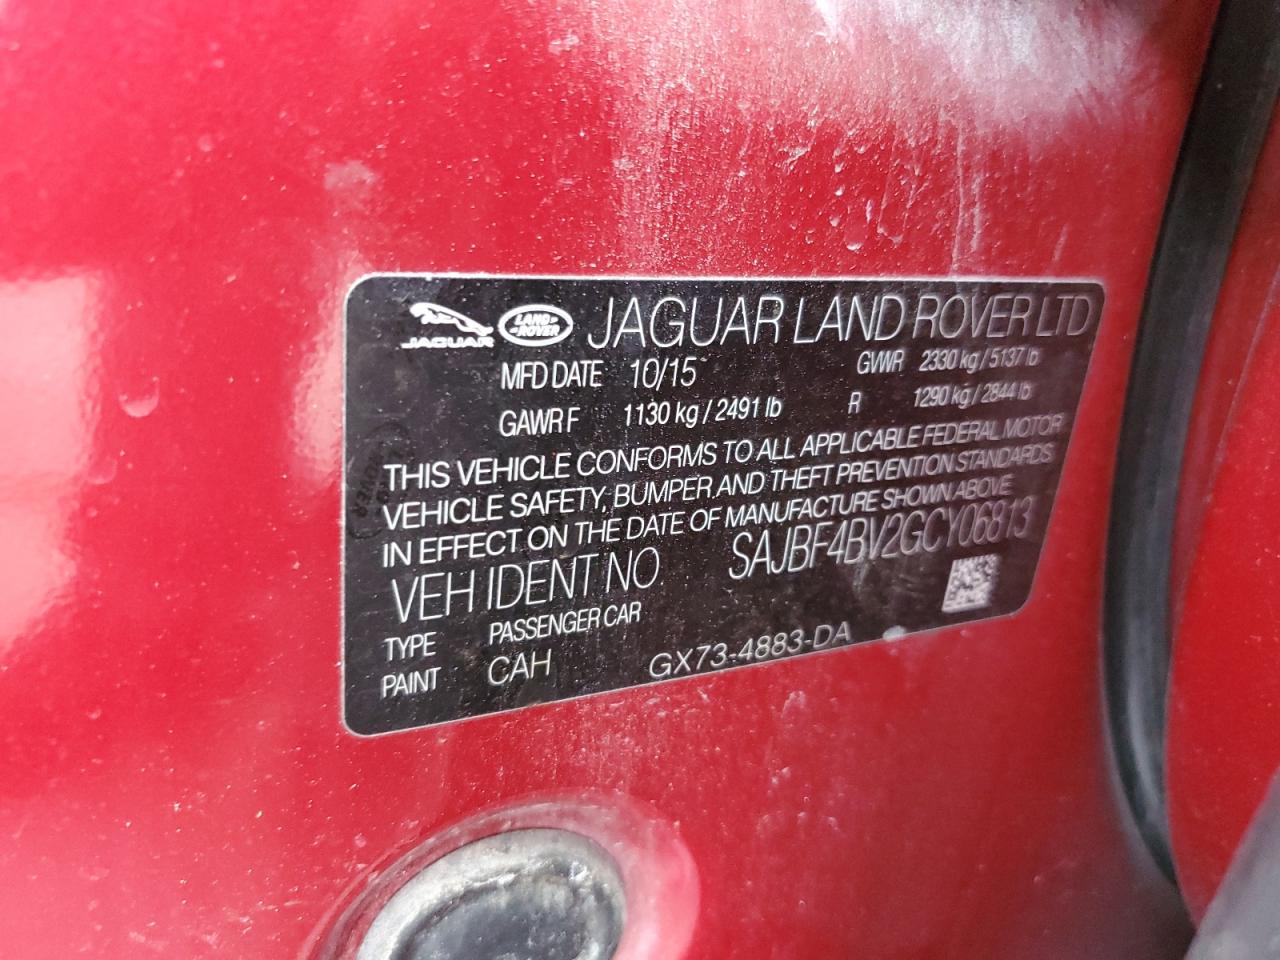 JAGUAR LAND ROVER JAGUAR LAND ROVER LTD
MFD DATE 10/15 GVWR 2330 kg / 5137 lb
GAWR F 1130 kg / 2491 lb R 1290 kg / 2844 lb
THIS VEHICLE CONFORMS TO ALL APPLICABLE FEDERAL MOTOR
VEHICLE SAFETY, BUMPER, AND THEFT PREVENTION STANDARDS
IN EFFECT ON THE DATE OF MANUFACTURE SHOWN ABOVE
VEH IDENT NO. SAJBF4BV2GCY06813
TYPE PASSENGER CAR
PAINT CAH GX73-4883-DA